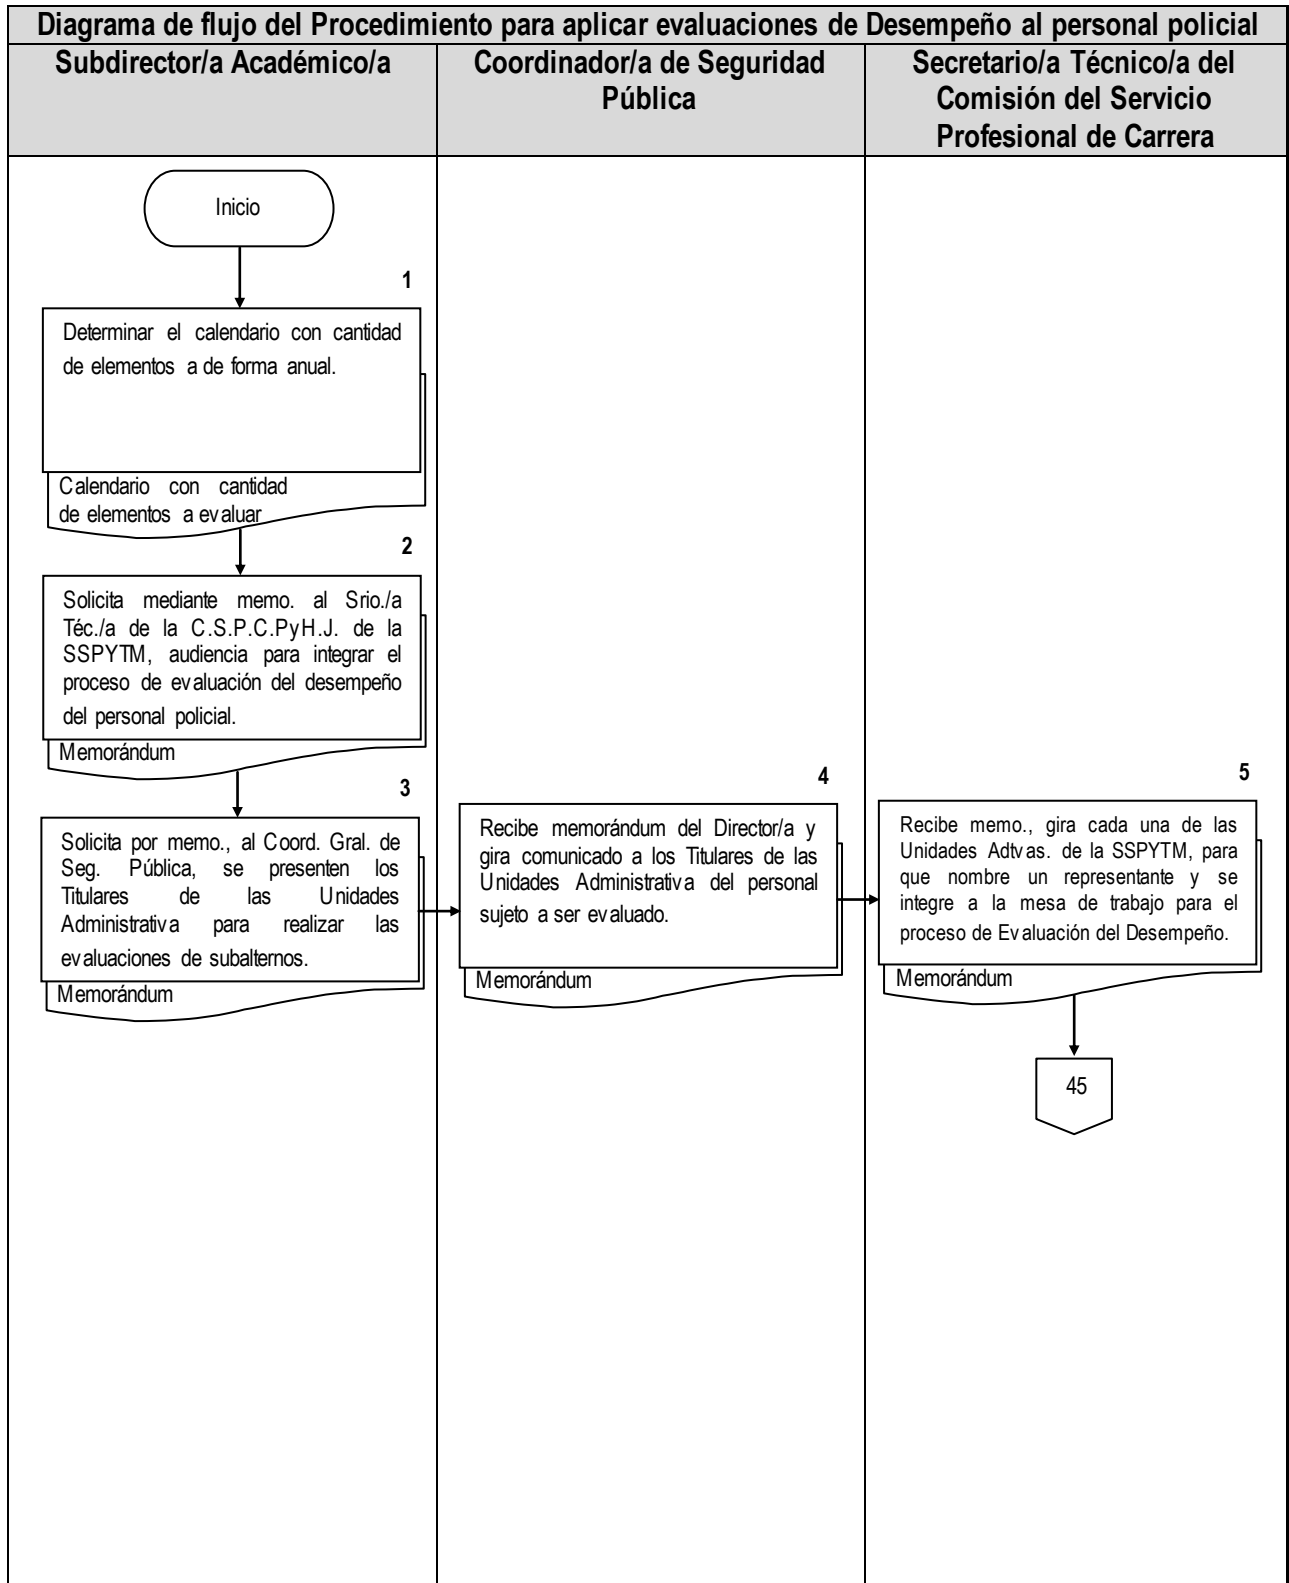 Diagrama de flujo del Procedimiento para aplicar evaluaciones de Desempeño al personal policial
Subdirector/a Académico/a
Coordinador/a de Seguridad
Pública
Secretario/a Técnico/a del
Comisión del Servicio
Profesional de Carrera
Inicio
1
Determinar el calendario con cantidad
de elementos a de forma anual.
Calendario con cantidad
de elementos a evaluar
2
Solicita mediante memo. al Srio./a
Téc./a de la C.S.P.C.PyH.J. de la
SSPYTM, audiencia para integrar el
proceso de evaluación del desempeño
del personal policial.
Memorándum
3
Solicita por memo., al Coord. Gral. de
Seg. Pública, se presenten los
Titulares de las Unidades
Administrativa para realizar las
evaluaciones de subalternos.
Memorándum
4
Recibe memorándum del Director/a y
gira comunicado a los Titulares de las
Unidades Administrativa del personal
sujeto a ser evaluado.
Memorándum
5
Recibe memo., gira cada una de las
Unidades Adtvas. de la SSPYTM, para
que nombre un representante y se
integre a la mesa de trabajo para el
proceso de Evaluación del Desempeño.
Memorándum
45